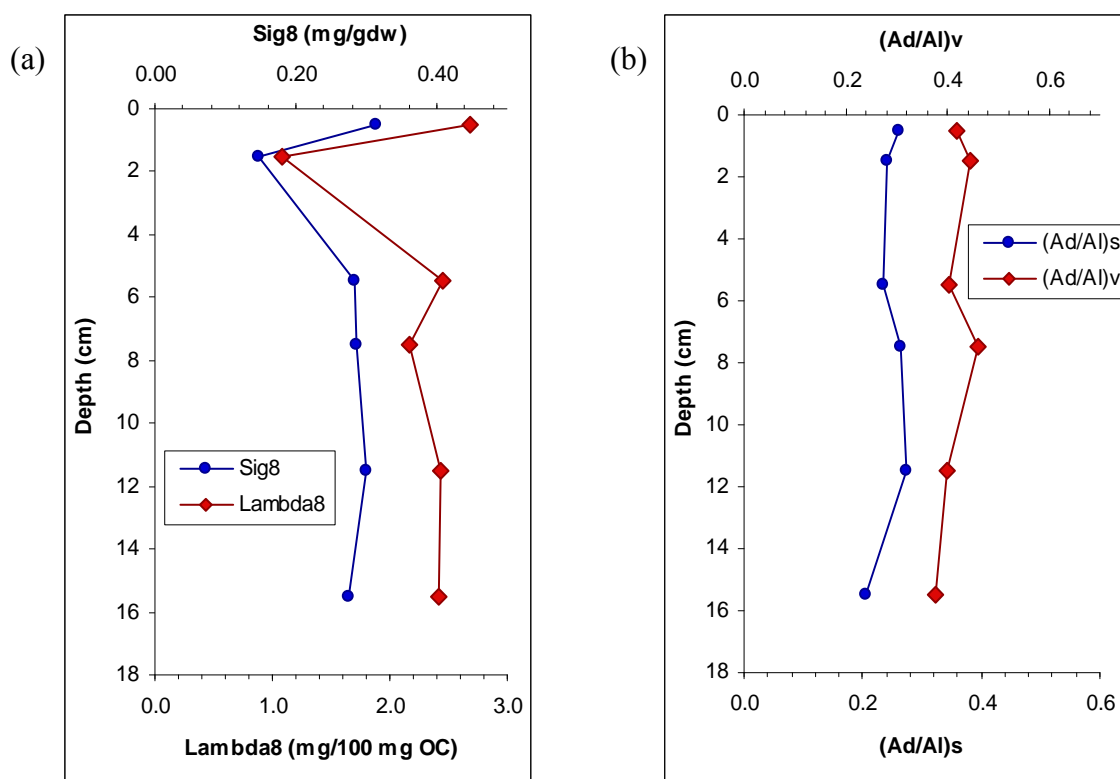 (a)
Sig8 (mg/gdw)
0.00 0.20 0.40
0
2
4
6
8
10
12
14
16
18
Depth (cm)
Sig8
Lambda8
0.0 1.0 2.0 3.0
Lambda8 (mg/100 mg OC)
(b)
(Ad/Al)v
0.0 0.2 0.4 0.6
0
2
4
6
8
10
12
14
16
18
Depth (cm)
(Ad/Al)s
(Ad/Al)v
0.0 0.2 0.4 0.6
(Ad/Al)s